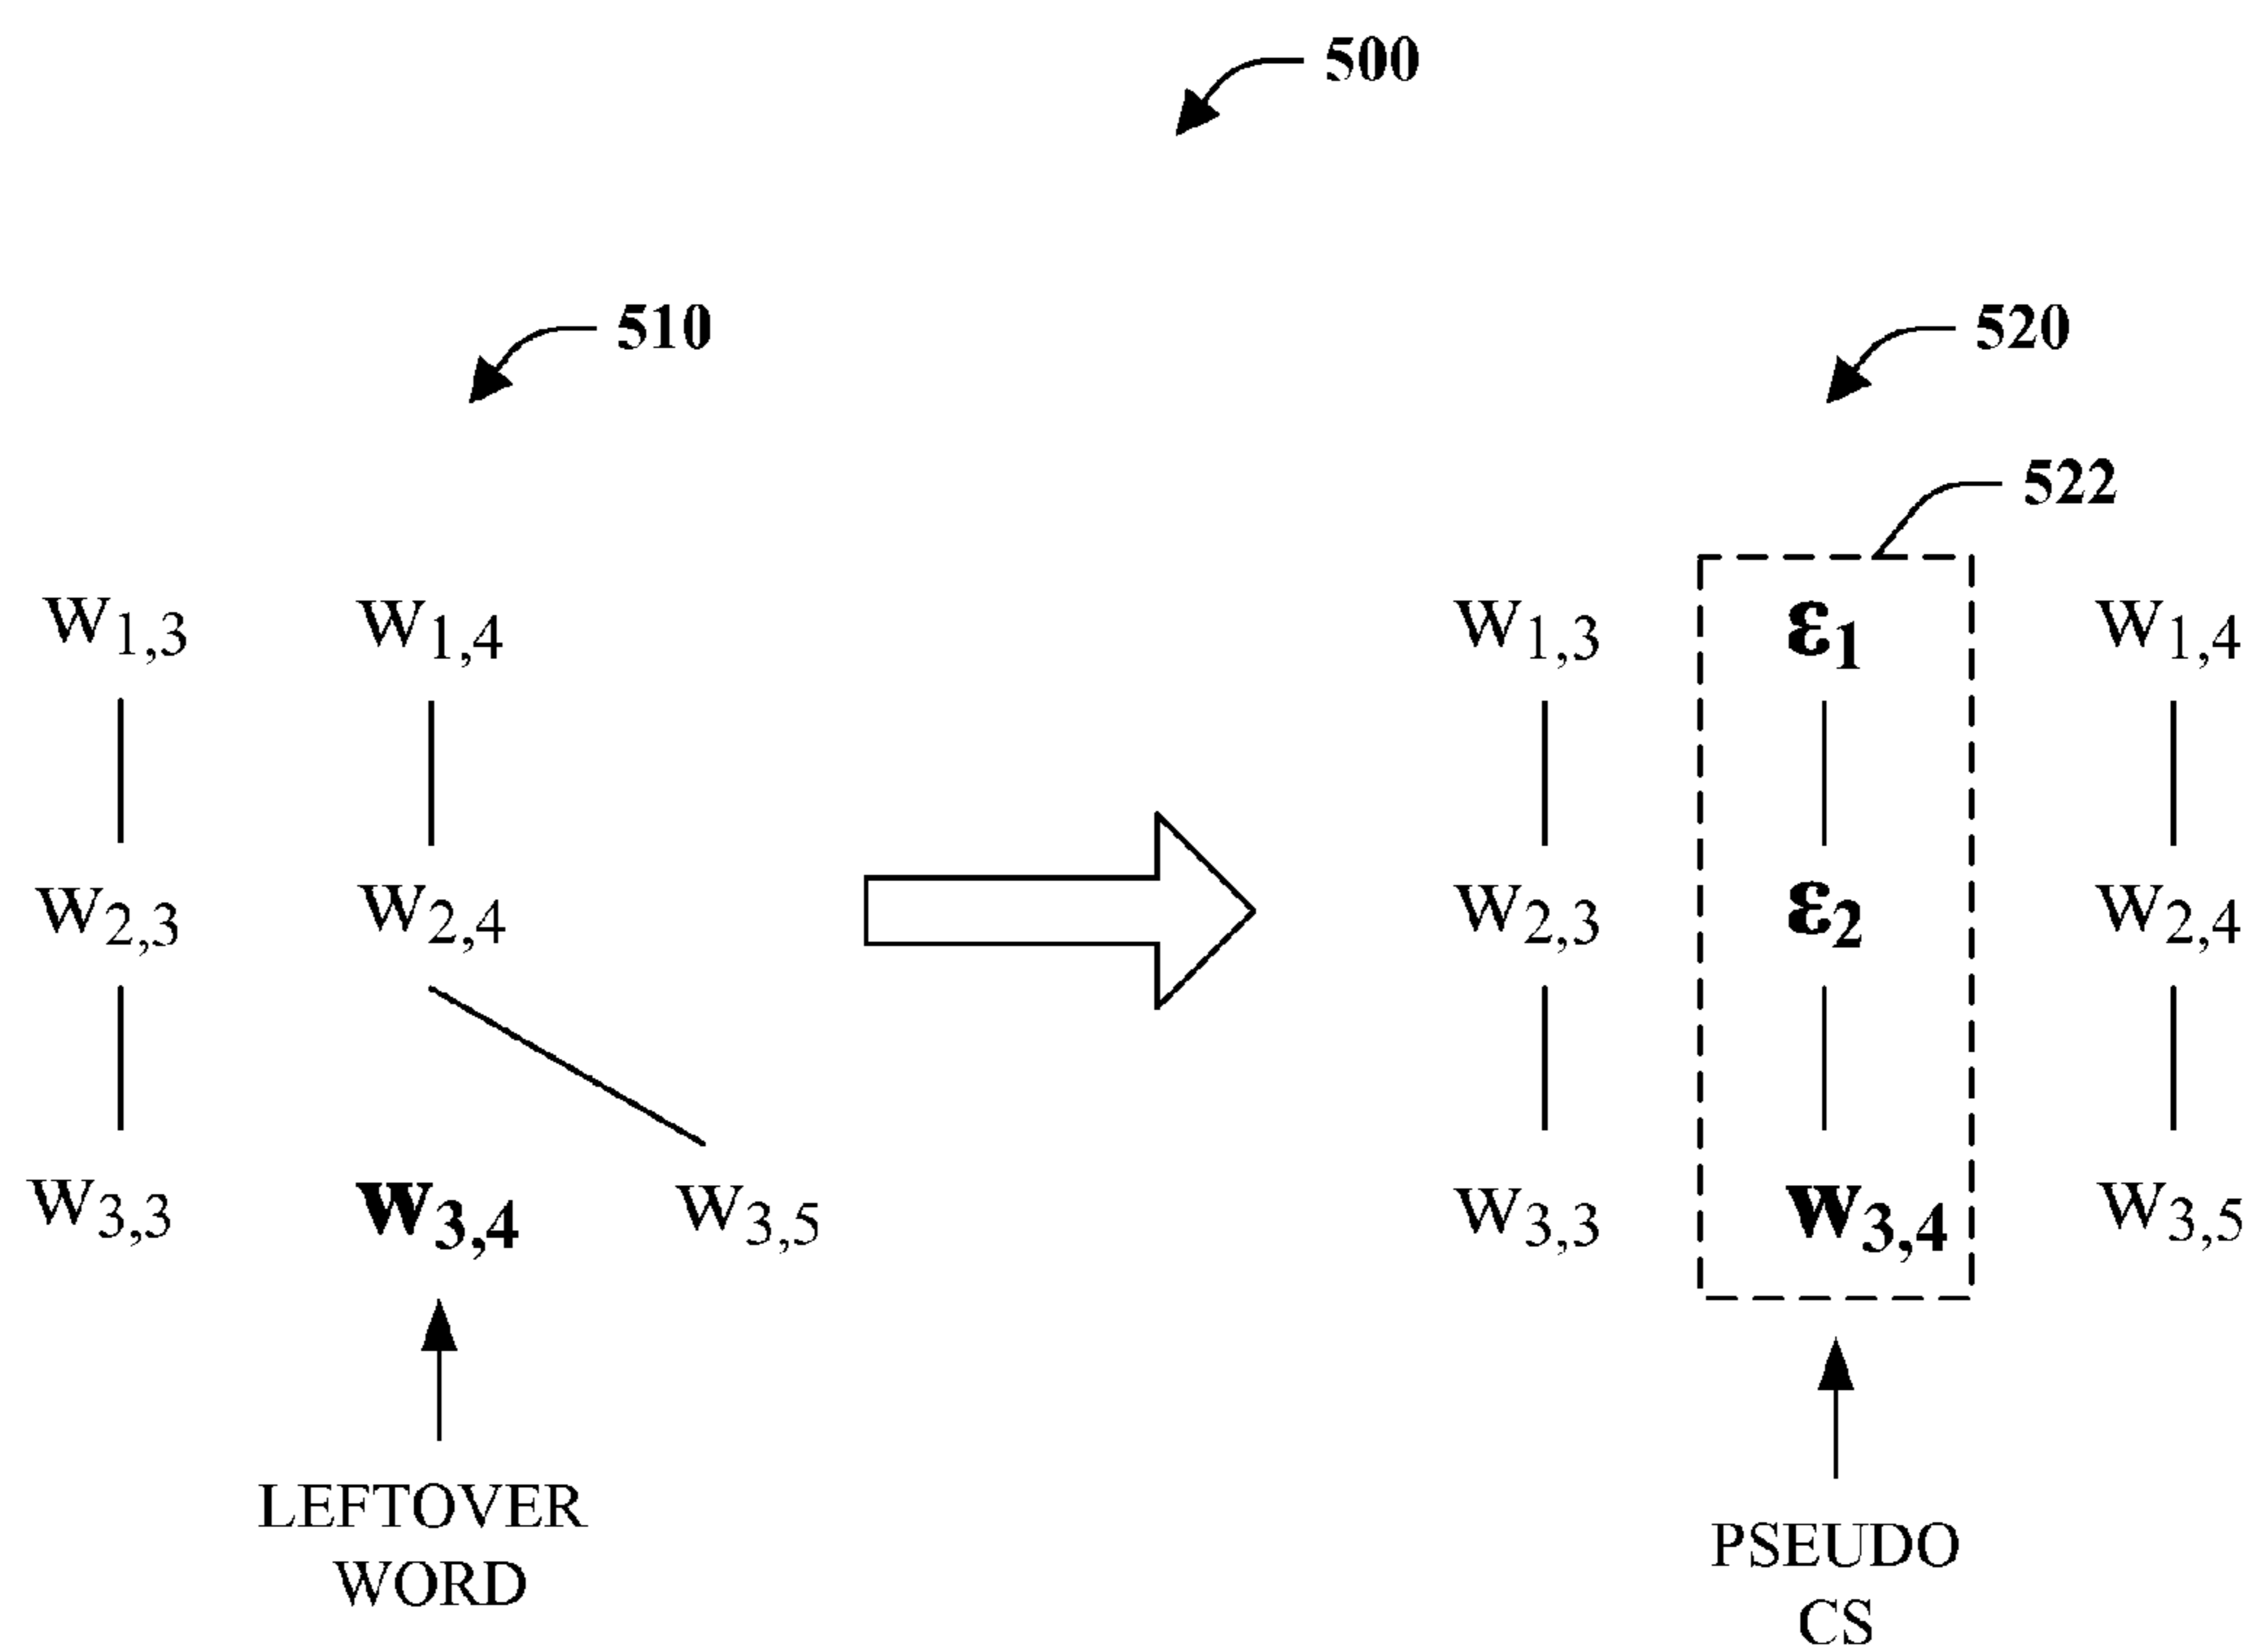 500
510
520
522
w1,3 w1,4 w1,3 ε1 w1,4
w2,3 w2,4 w2,3 ε2 w2,4
w3,3 w3,4 w3,5 w3,3 w3,4 w3,5
LEFTOVER
WORD
PSEUDO
CS